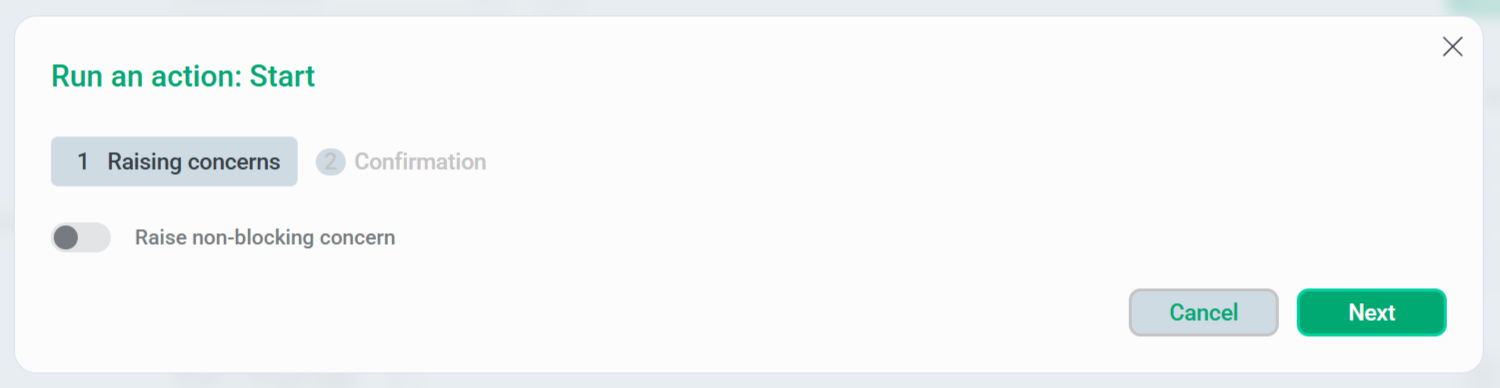 Run an action: Start
1 Raising concerns 2 Confirmation
Raise non-blocking concern
Cancel Next